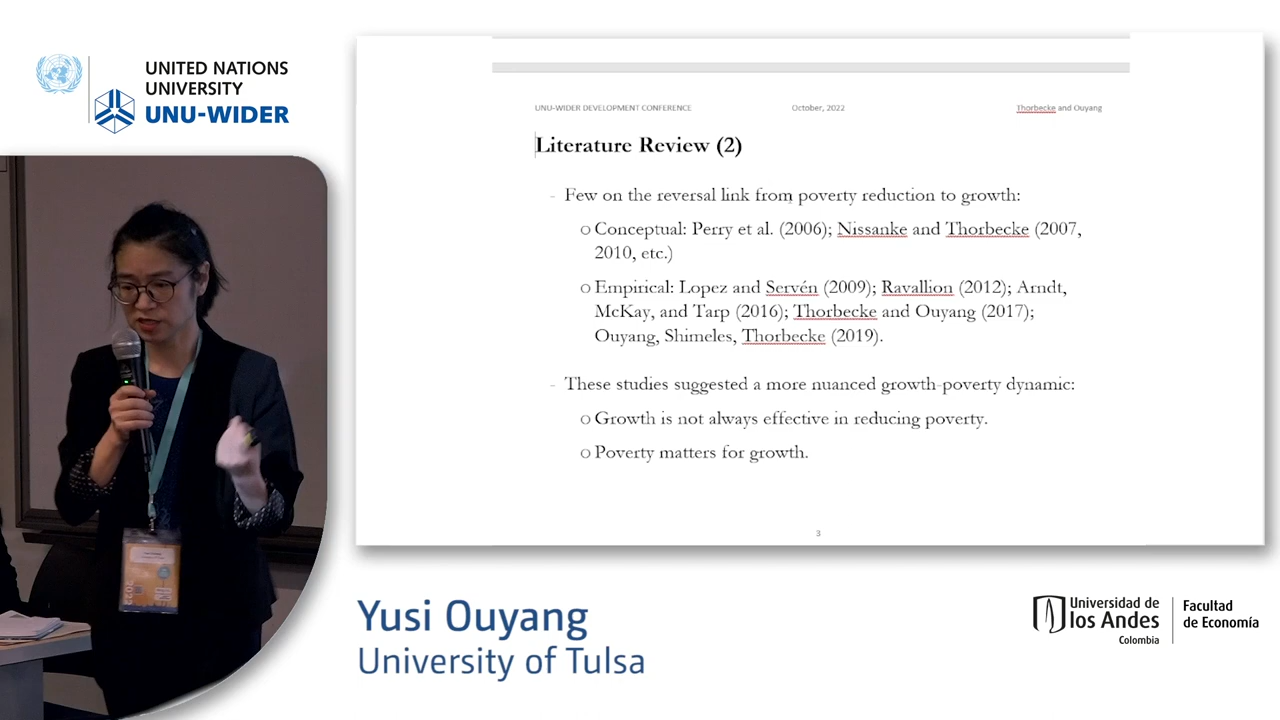 UNITED NATIONS
UNIVERSITY
UNU-WIDER
UNU-WIDER DEVELOPMENT CONFERENCE October, 2022 Thorbecke and Ouyang
Literature Review (2)
- Few on the reversal link from poverty reduction to growth:
o Conceptual: Perry et al. (2006); Nissanke and Thorbecke (2007,
2010, etc.)
o Empirical: Lopez and Servén (2009); Ravallion (2012); Arndt,
McKay, and Tarp (2016); Thorbecke and Ouyang (2017);
Ouyang, Shimeles, Thorbecke (2019).
- These studies suggested a more nuanced growth-poverty dynamic:
o Growth is not always effective in reducing poverty.
o Poverty matters for growth.
3
Yusi Ouyang
University of Tulsa
Universidad de
los Andes
Colombia
Facultad
de Economía